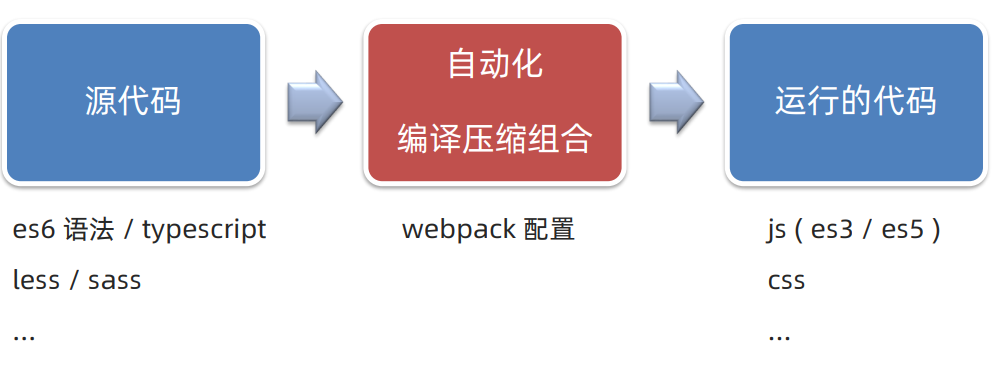 源代码
自动化
编译压缩组合
运行的代码
es6 语法 / typescript
less / sass
...
webpack 配置
js ( es3 / es5 )
css
...